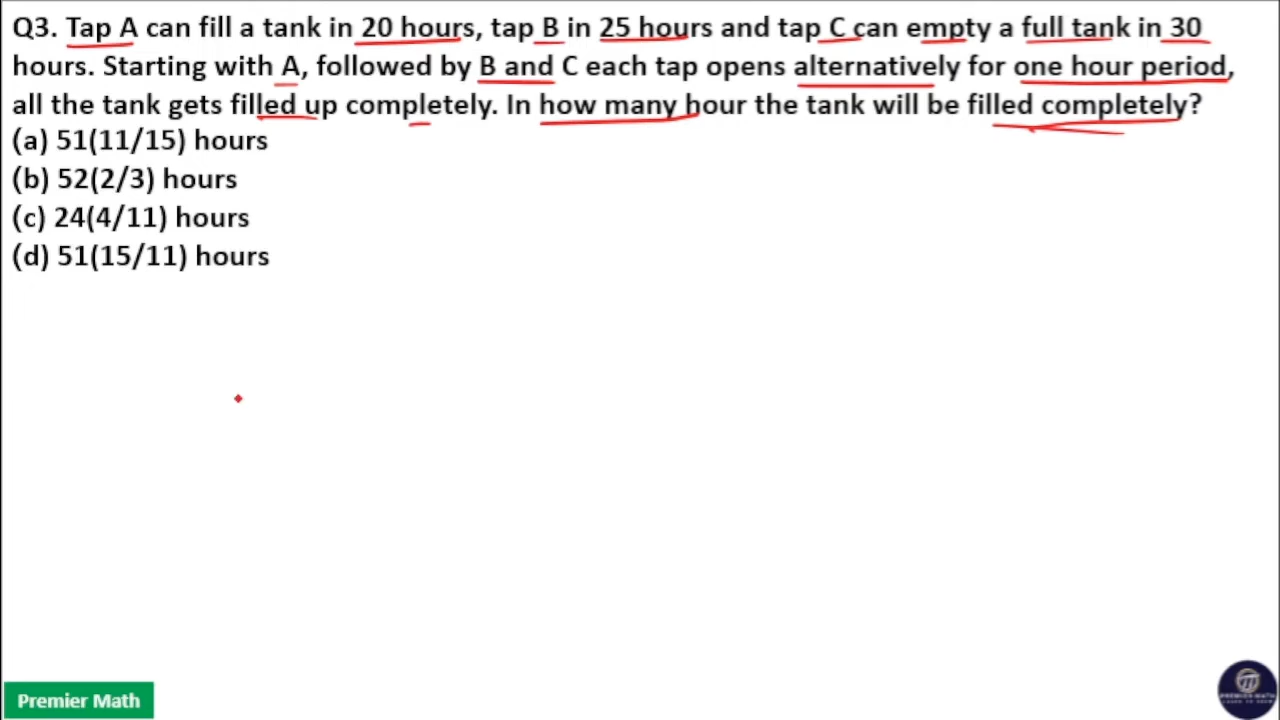 Q3. Tap A can fill a tank in 20 hours, tap B in 25 hours and tap C can empty a full tank in 30
hours. Starting with A, followed by B and C each tap opens alternatively for one hour period,
all the tank gets filled up completely. In how many hour the tank will be filled completely?
(a) 51(11/15) hours
(b) 52(2/3) hours
(c) 24(4/11) hours
(d) 51(15/11) hours
Premier Math
PREMIER MATH